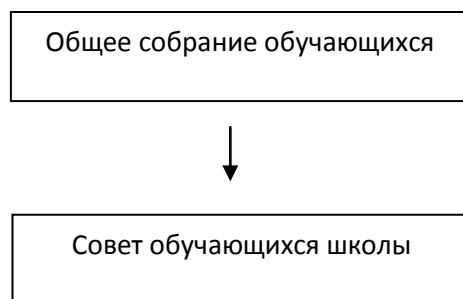 Общее собрание обучающихся
Совет обучающихся школы